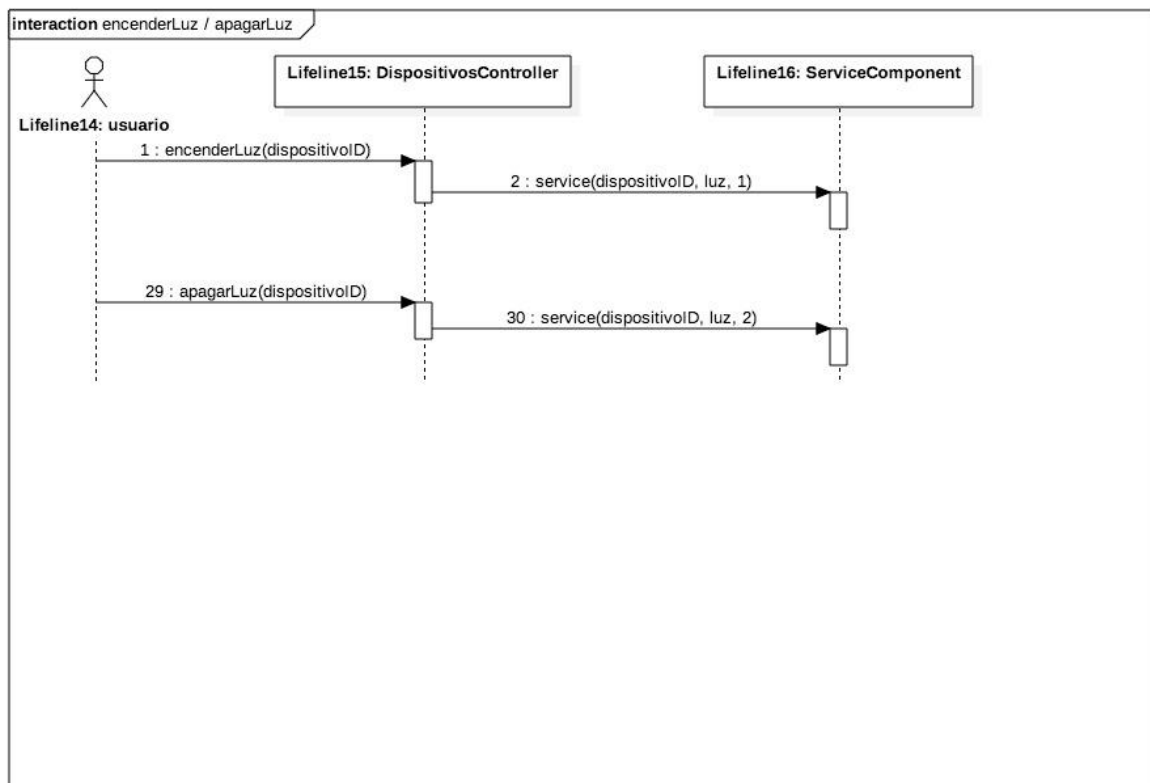 interaction encenderLuz / apagarLuz
Lifeline15: DispositivosController
Lifeline16: ServiceComponent
Lifeline14: usuario
1 : encenderLuz(dispositivoID)
2 : service(dispositivoID, luz, 1)
29 : apagarLuz(dispositivoID)
30 : service(dispositivoID, luz, 2)